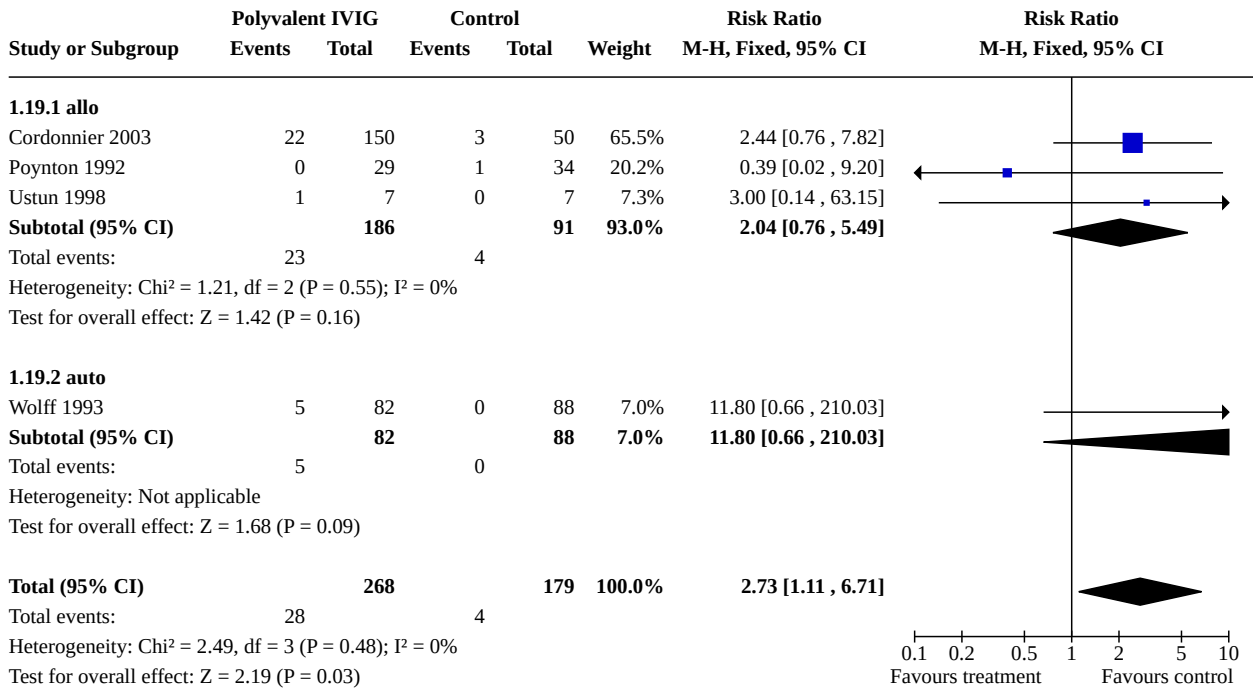 Polyvalent IVIG Control Risk Ratio Risk Ratio
Study or Subgroup Events Total Events Total Weight M-H, Fixed, 95% CI M-H, Fixed, 95% CI
1.19.1 allo
Cordonnier 2003 22 150 3 50 65.5% 2.44 [0.76 , 7.82]
Poynton 1992 0 29 1 34 20.2% 0.39 [0.02 , 9.20]
Ustun 1998 1 7 0 7 7.3% 3.00 [0.14 , 63.15]
Subtotal (95% CI) 186 91 93.0% 2.04 [0.76 , 5.49]
Total events: 23 4
Heterogeneity: Chi² = 1.21, df = 2 (P = 0.55); I² = 0%
Test for overall effect: Z = 1.42 (P = 0.16)
1.19.2 auto
Wolff 1993 5 82 0 88 7.0% 11.80 [0.66 , 210.03]
Subtotal (95% CI) 82 88 7.0% 11.80 [0.66 , 210.03]
Total events: 5 0
Heterogeneity: Not applicable
Test for overall effect: Z = 1.68 (P = 0.09)
Total (95% CI) 268 179 100.0% 2.73 [1.11 , 6.71]
Total events: 28 4
Heterogeneity: Chi² = 2.49, df = 3 (P = 0.48); I² = 0%
Test for overall effect: Z = 2.19 (P = 0.03)
0.1 0.2 0.5 1 2 5 10
Favours treatment Favours control